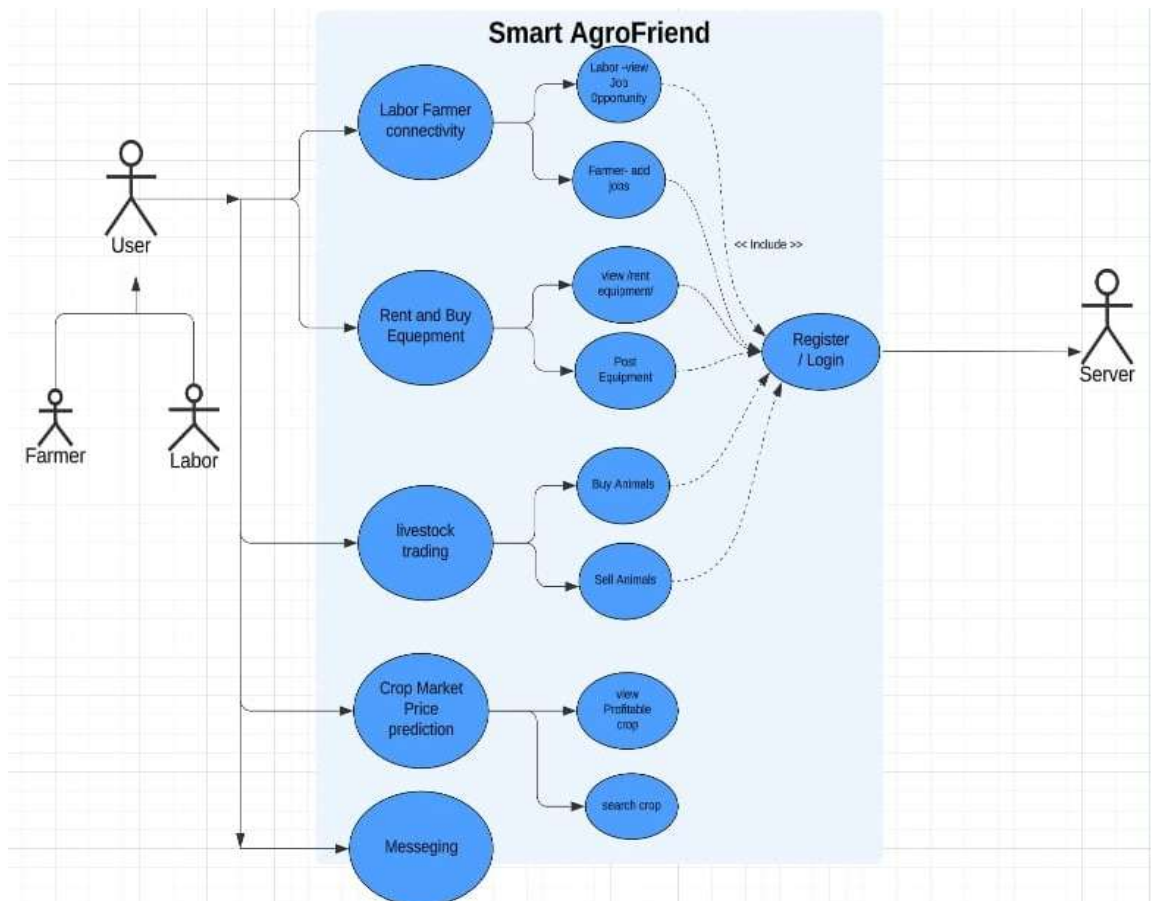 Smart AgroFriend
Labor Farmer
connectivity
Labor -view
Job
Opportunity
Farmer- add
jobs
User
<< Include >>
Rent and Buy
Equepment
view /rent
equipment/
Post
Equipment
Register
/ Login
Server
Farmer
Labor
livestock
trading
Buy Animals
Sell Animals
Crop Market
Price
prediction
view
Profitable
crop
search crop
Messeging